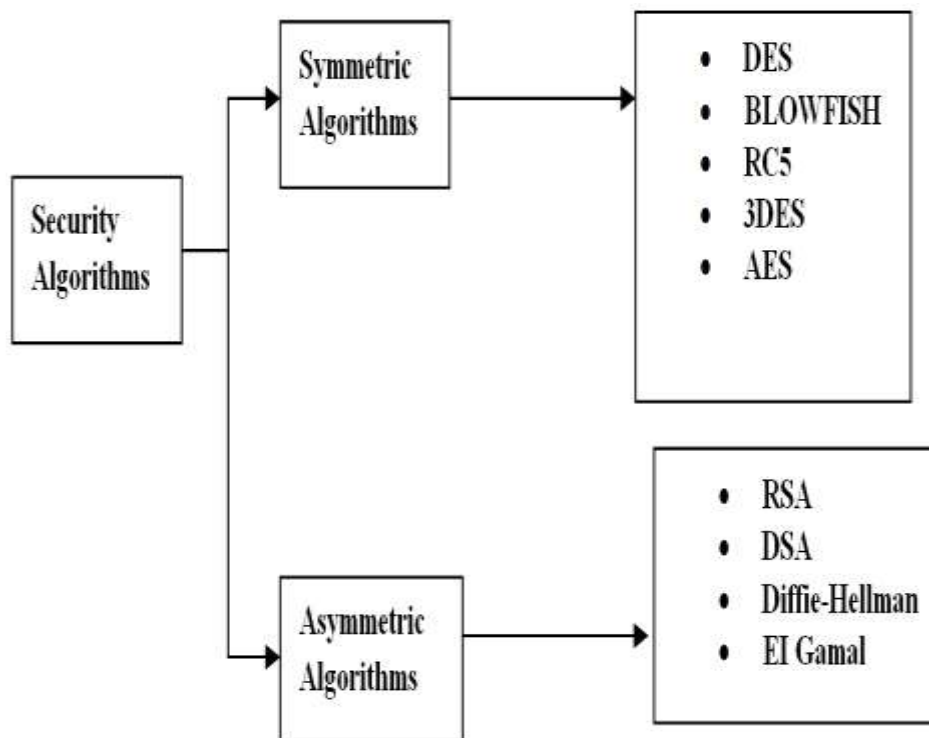 Security
Algorithms
Symmetric
Algorithms
• DES
• BLOWFISH
• RC5
• 3DES
• AES
Asymmetric
Algorithms
• RSA
• DSA
• Diffie-Hellman
• EI Gamal